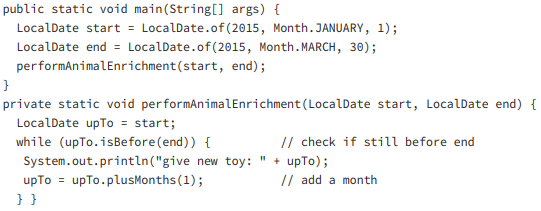 public static void main(String[] args) {
  LocalDate start = LocalDate.of(2015, Month.JANUARY, 1);
  LocalDate end = LocalDate.of(2015, Month.MARCH, 30);
  performAnimalEnrichment(start, end);
}
private static void performAnimalEnrichment(LocalDate start, LocalDate end) {
  LocalDate upTo = start;
  while (upTo.isBefore(end)) {          // check if still before end
   System.out.println("give new toy: " + upTo);
   upTo = upTo.plusMonths(1);           // add a month
  } }